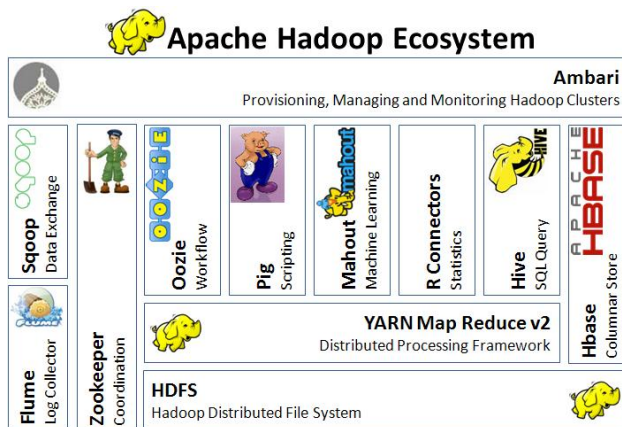 Apache Hadoop Ecosystem
Ambari
Provisioning, Managing and Monitoring Hadoop Clusters
Sqoop
Data Exchange
Flume
Log Collector
FLUME
Zookeeper
Coordination
OOZIE
Oozie
Workflow
Pig
Scripting
mahout
Mahout
Machine Learning
R Connectors
Statistics
HIVE
Hive
SQL Query
APACHE
HBASE
Hbase
Columnar Store
YARN Map Reduce v2
Distributed Processing Framework
HDFS
Hadoop Distributed File System